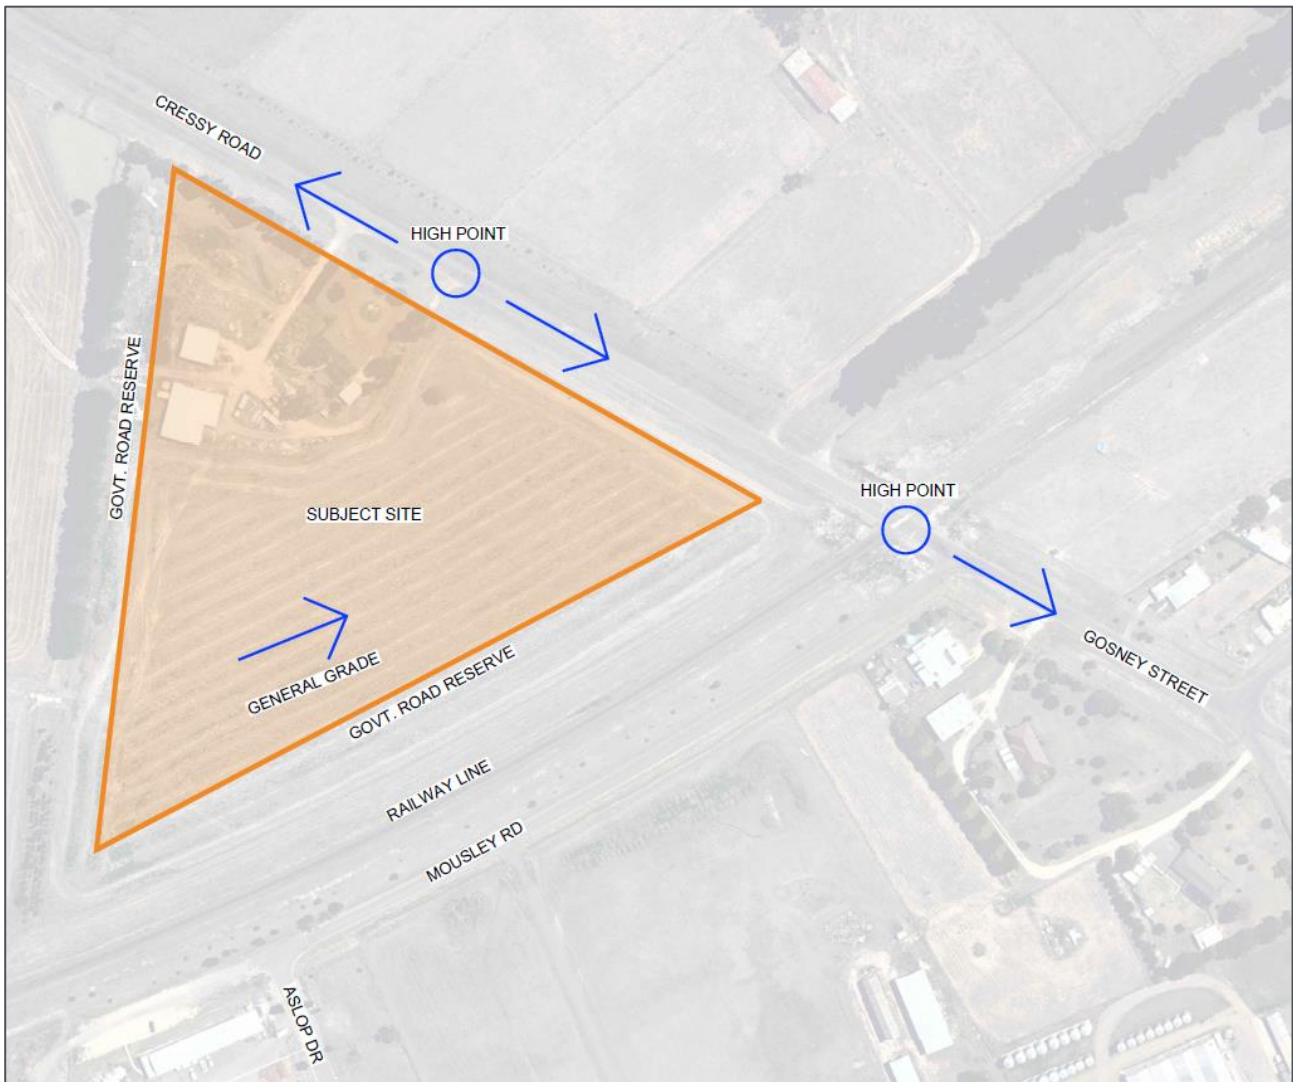 CRESSY ROAD
HIGH POINT
GOVT. ROAD RESERVE
HIGH POINT
SUBJECT SITE
GOSNEY STREET
GENERAL GRADE
GOVT. ROAD RESERVE
RAILWAY LINE
MOUSLEY RD
ASLOP DR